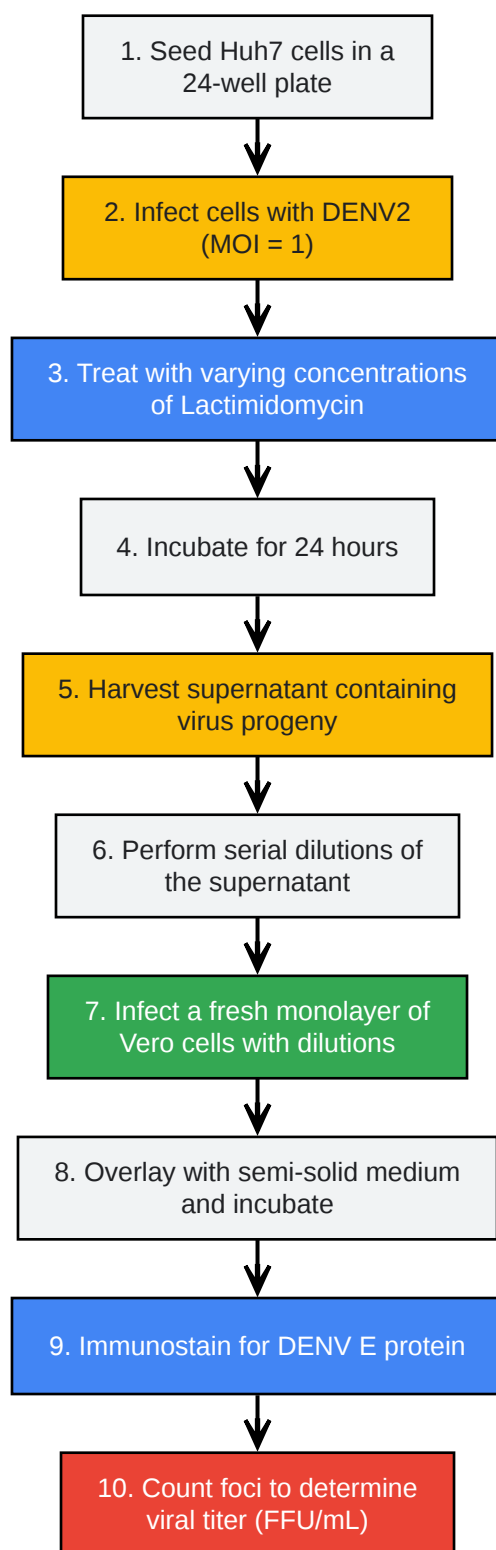 1. Seed Huh7 cells in a
24-well plate
2. Infect cells with DENV2
(MOI = 1)
3. Treat with varying concentrations
of Lactimidomycin
4. Incubate for 24 hours
5. Harvest supernatant containing
virus progeny
6. Perform serial dilutions of
the supernatant
7. Infect a fresh monolayer of
Vero cells with dilutions
8. Overlay with semi-solid medium
and incubate
9. Immunostain for DENV E protein
10. Count foci to determine
viral titer (FFU/mL)